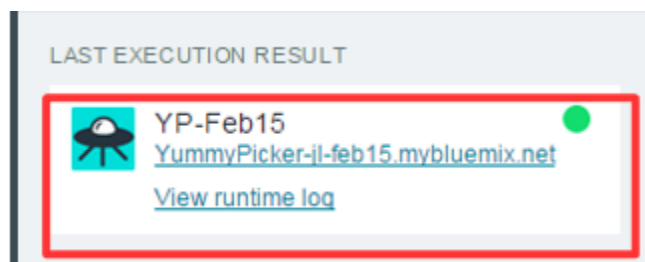 LAST EXECUTION RESULT
YP-Feb15
YummyPicker-jl-feb15.mybluemix.net
View runtime log